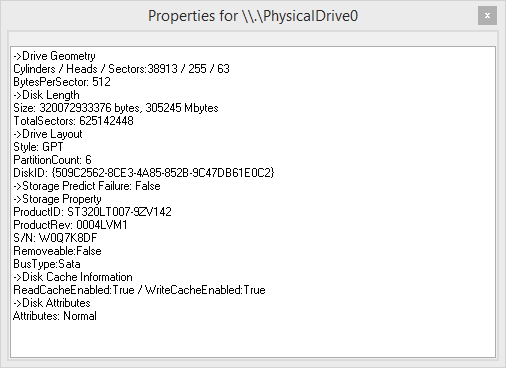 Properties for \\.\PhysicalDrive0
x
->Drive Geometry
Cylinders / Heads / Sectors:38913 / 255 / 63
BytesPerSector: 512
->Disk Length
Size: 320072933376 bytes, 305245 Mbytes
TotalSectors: 625142448
->Drive Layout
Style: GPT
PartitionCount: 6
DiskID: {509C2562-8CE3-4A85-852B-9C47DB61E0C2}
->Storage Predict Failure: False
->Storage Property
ProductID: ST320LT007-9ZV142
ProductRev: 0004LVM1
S/N: W0Q7K8DF
Removeable:False
BusType:Sata
->Disk Cache Information
ReadCacheEnabled:True / WriteCacheEnabled:True
->Disk Attributes
Attributes: Normal